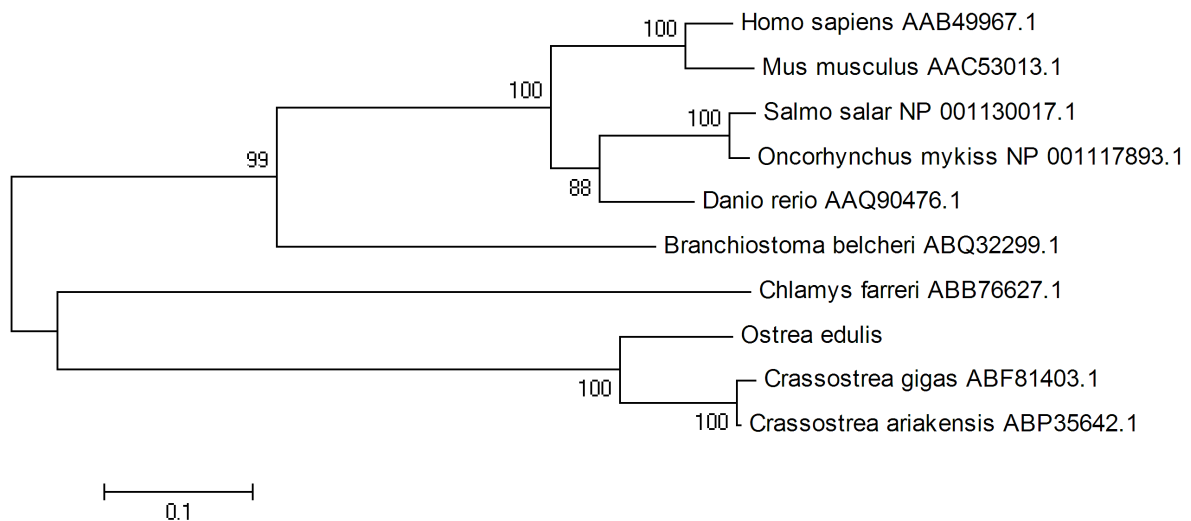 100
Homo sapiens AAB49967.1
Mus musculus AAC53013.1
100
100
Salmo salar NP 001130017.1
Oncorhynchus mykiss NP 001117893.1
99
88
Danio rerio AAQ90476.1
Branchiostoma belcheri ABQ32299.1
Chlamys farreri ABB76627.1
Ostrea edulis
100
Crassostrea gigas ABF81403.1
100
Crassostrea ariakensis ABP35642.1
0.1